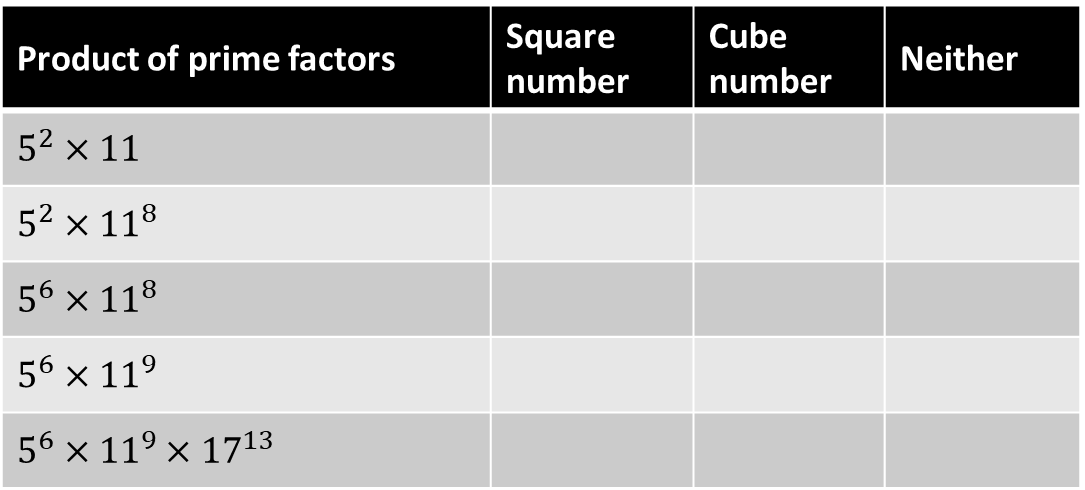 Product of prime factors Square number Cube number Neither
5² × 11
5² × 11⁸
5⁶ × 11⁸
5⁶ × 11⁹
5⁶ × 11⁹ × 17¹³